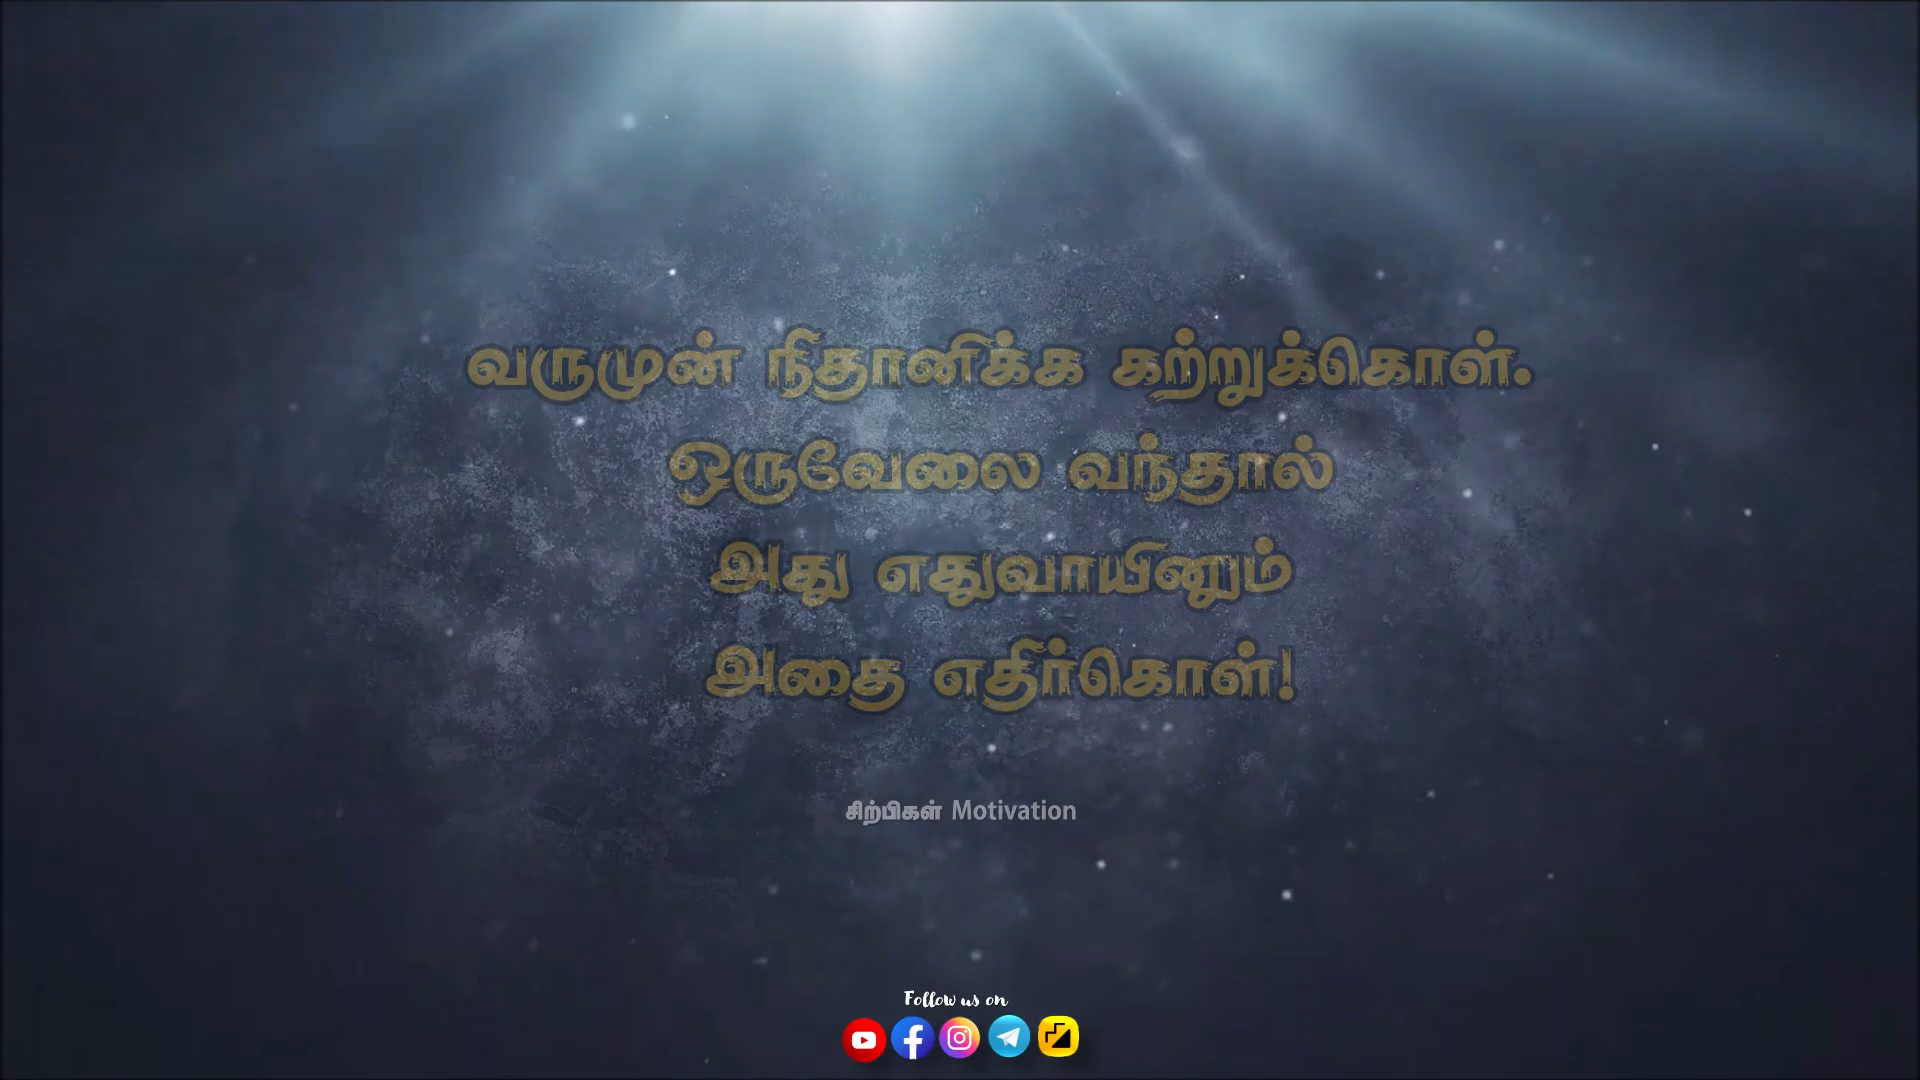 வருமுன் நிதானிக்க கற்றுக்கொள்.
ஒருவேலை வந்தால்
அது எதுவாயினும்
அதை எதிர்கொள்!
சிற்பிகள் Motivation
Follow us on